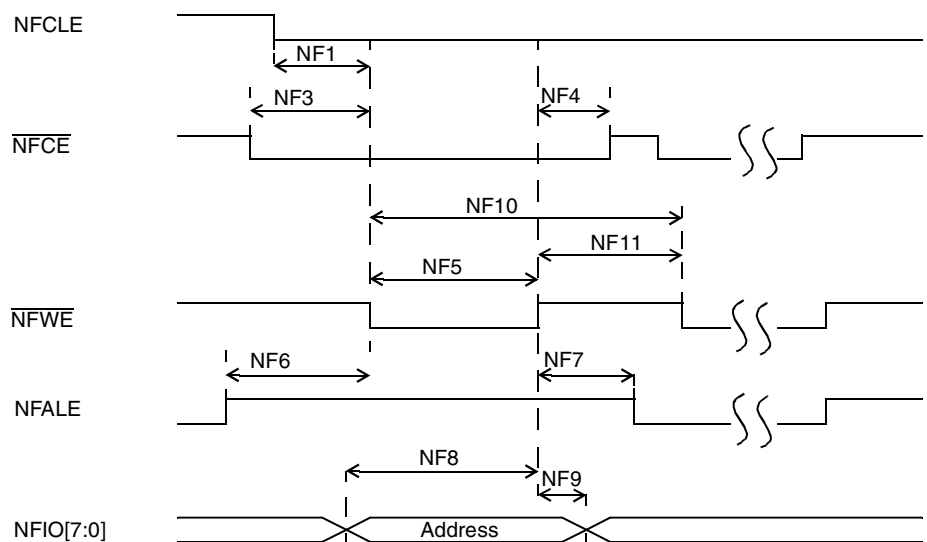 NFCLE
NF1
NF3
NF4
NFCE
NF10
NF11
NF5
NFWE
NF6
NF7
NFALE
NF8
NF9
NFIO[7:0]
Address